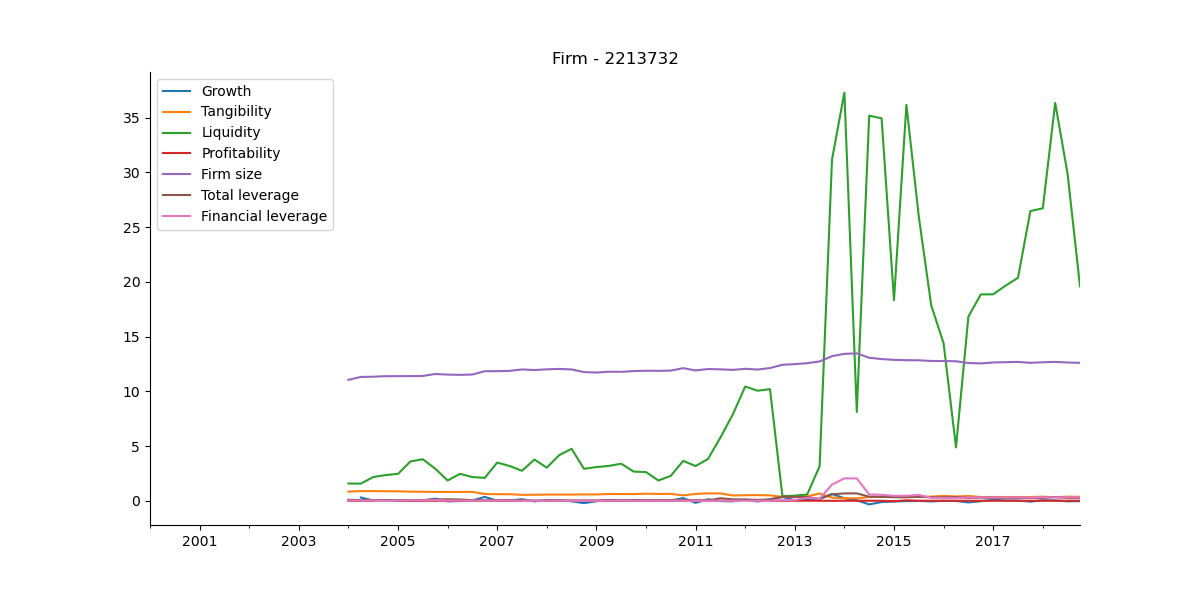 Firm - 2213732
Growth
Tangibility
Liquidity
Profitability
Firm size
Total leverage
Financial leverage
35
30
25
20
15
10
5
0
2001 2003 2005 2007 2009 2011 2013 2015 2017